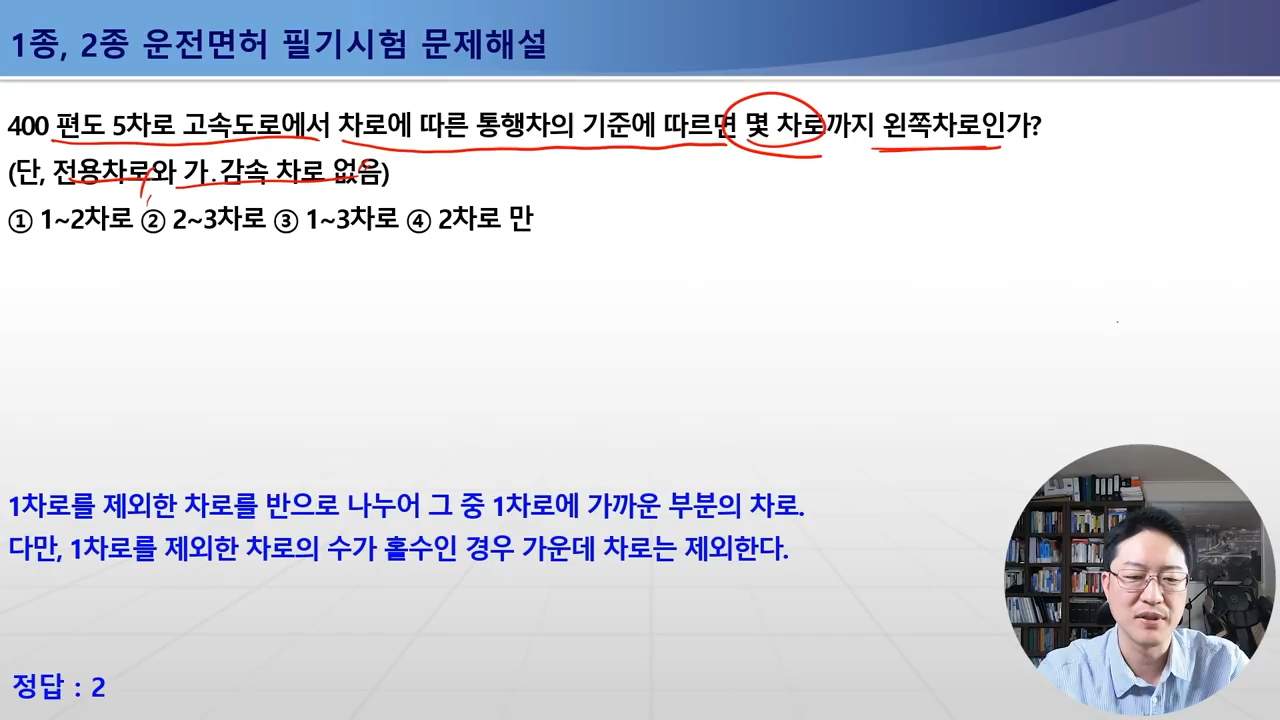 1종, 2종 운전면허 필기시험 문제해설
400 편도 5차로 고속도로에서 차로에 따른 통행차의 기준에 따르면 몇 차로까지 왼쪽차로인가?
(단, 전용차로와 가.감속 차로 없음)
① 1~2차로 ② 2~3차로 ③ 1~3차로 ④ 2차로 만
1차로를 제외한 차로를 반으로 나누어 그 중 1차로에 가까운 부분의 차로.
다만, 1차로를 제외한 차로의 수가 홀수인 경우 가운데 차로는 제외한다.
정답 : 2